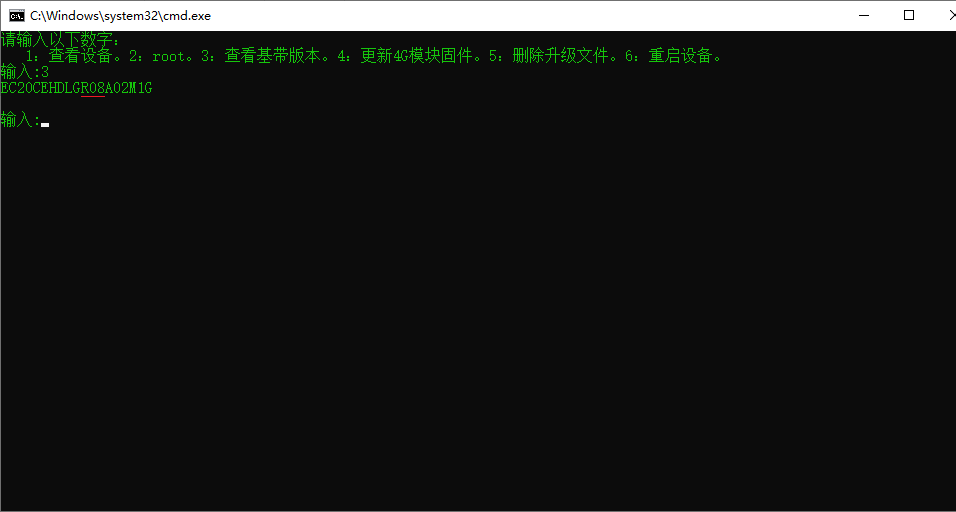 C:\Windows\system32\cmd.exe
请输入以下数字：
1：查看设备。2：root。3：查看基带版本。4：更新4G模块固件。5：删除升级文件。6：重启设备。
输入:3
EC20CEHDLGR08A02M1G
输入: